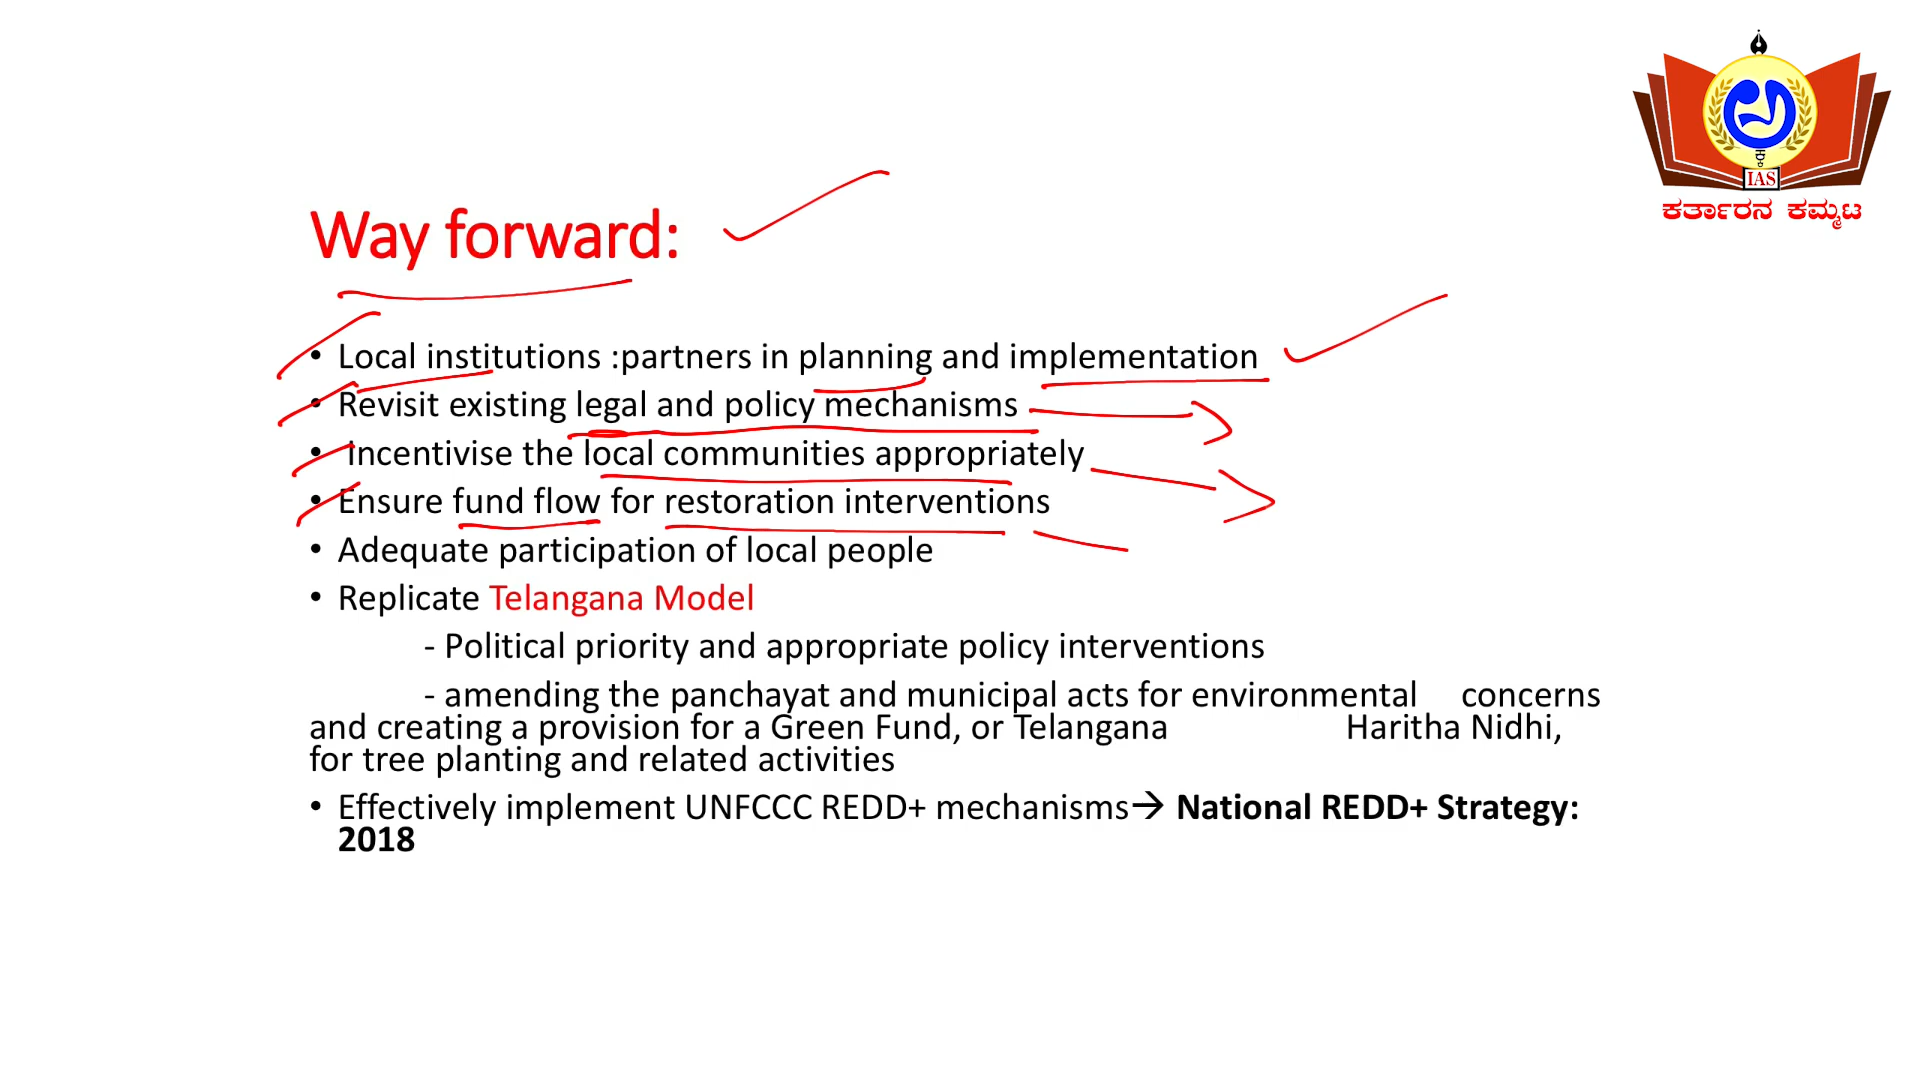 IAS
ಕರ್ತಾರನ ಕಮ್ಮಟ
Way forward:
• Local institutions :partners in planning and implementation
• Revisit existing legal and policy mechanisms
• Incentivise the local communities appropriately
• Ensure fund flow for restoration interventions
• Adequate participation of local people
• Replicate Telangana Model
- Political priority and appropriate policy interventions
- amending the panchayat and municipal acts for environmental concerns
and creating a provision for a Green Fund, or Telangana Haritha Nidhi,
for tree planting and related activities
• Effectively implement UNFCCC REDD+ mechanisms→ National REDD+ Strategy:
2018